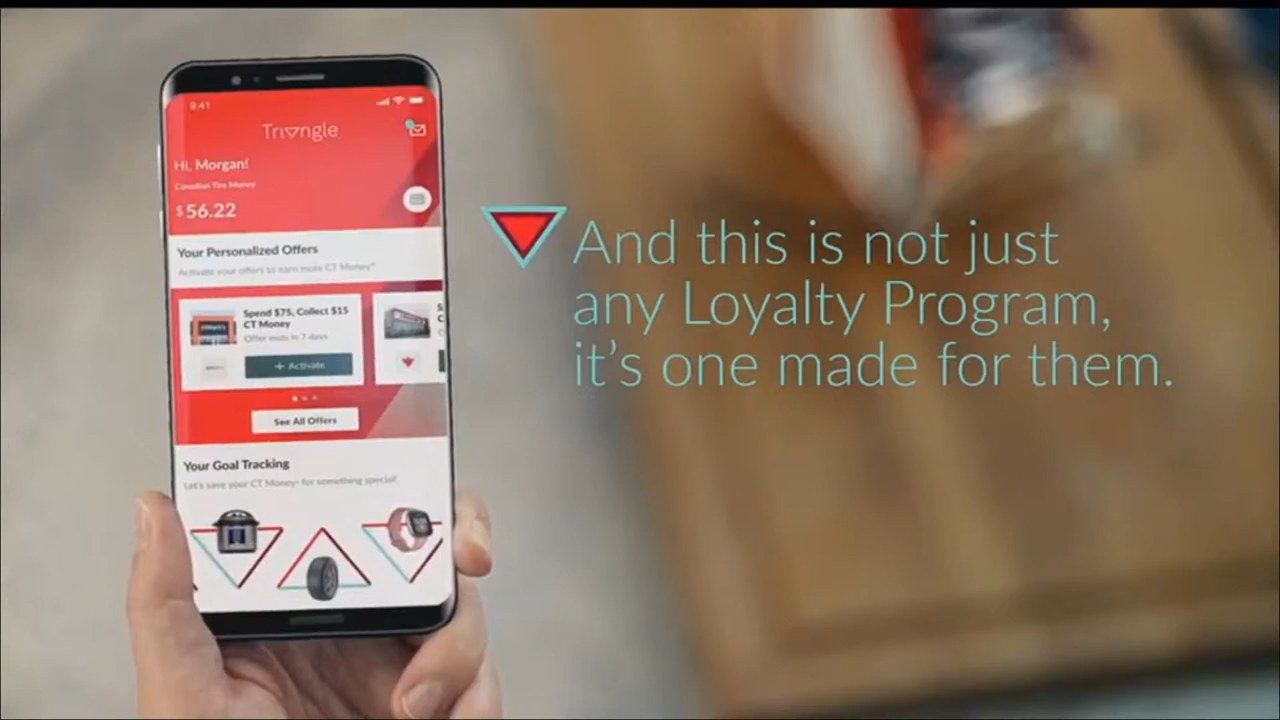 9:41
Triangle
Hi, Morgan!
Canadian Tire Money
$56.22
Your Personalized Offers
Activate your offers to earn more CT Money
Spend $75, Collect $15
CT Money
Offer ends in 7 days
+ Activate
See All Offers
Your Goal Tracking
Let's save your CT Money for something special!
And this is not just
any Loyalty Program,
it's one made for them.